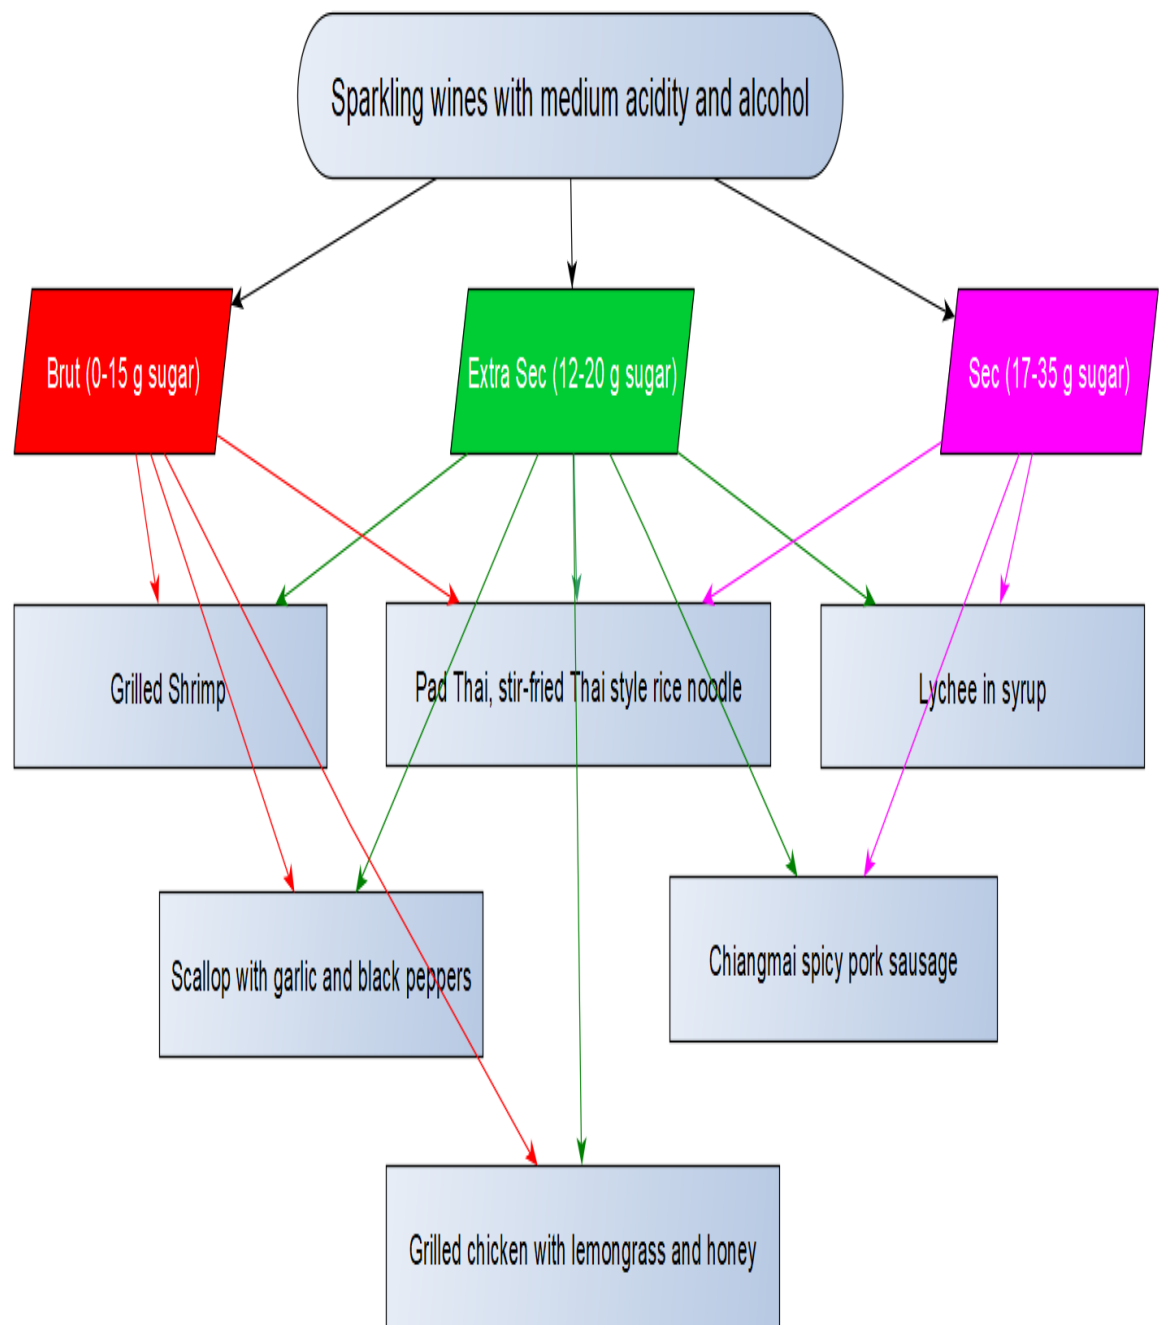 Sparkling wines with medium acidity and alcohol
Brut (0-15 g sugar)
Extra Sec (12-20 g sugar)
Sec (17-35 g sugar)
Grilled Shrimp
Pad Thai, stir-fried Thai style rice noodle
Lychee in syrup
Scallop with garlic and black peppers
Chiangmai spicy pork sausage
Grilled chicken with lemongrass and honey